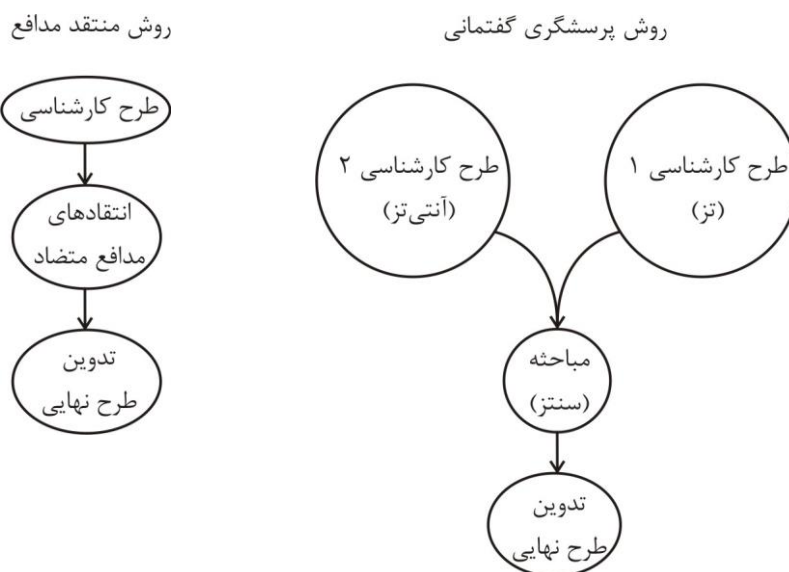 روش پرسشگری گفتمانی
روش منتقد مدافع
طرح کارشناسی ۱
(تز)
طرح کارشناسی ۲
(آنتی‌تز)
مباحثه
(سنتز)
تدوین
طرح نهایی
طرح کارشناسی
انتقادهای
مدافع متضاد
تدوین
طرح نهایی